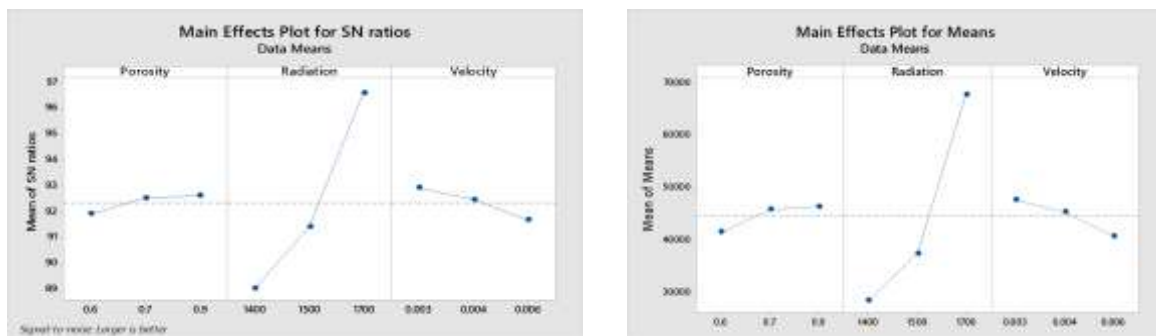 Main Effects Plot for SN ratios
Data Means
Porosity Radiation Velocity
Mean of SN ratios
97
96
95
94
93
92
91
90
89
0.6 0.7 0.9 1400 1500 1700 0.003 0.004 0.006
Signal-to-noise: Larger is better
Main Effects Plot for Means
Data Means
Porosity Radiation Velocity
Mean of Means
70000
60000
50000
40000
30000
0.6 0.7 0.9 1400 1500 1700 0.003 0.004 0.006